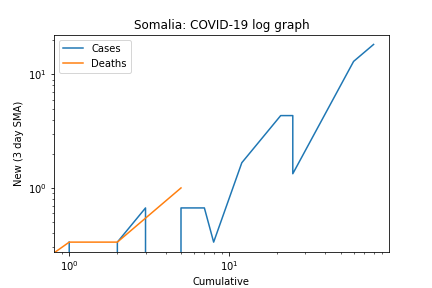 Somalia: COVID-19 log graph
Cases
Deaths
New (3 day SMA)
10¹
10⁰
10⁰
10¹
Cumulative